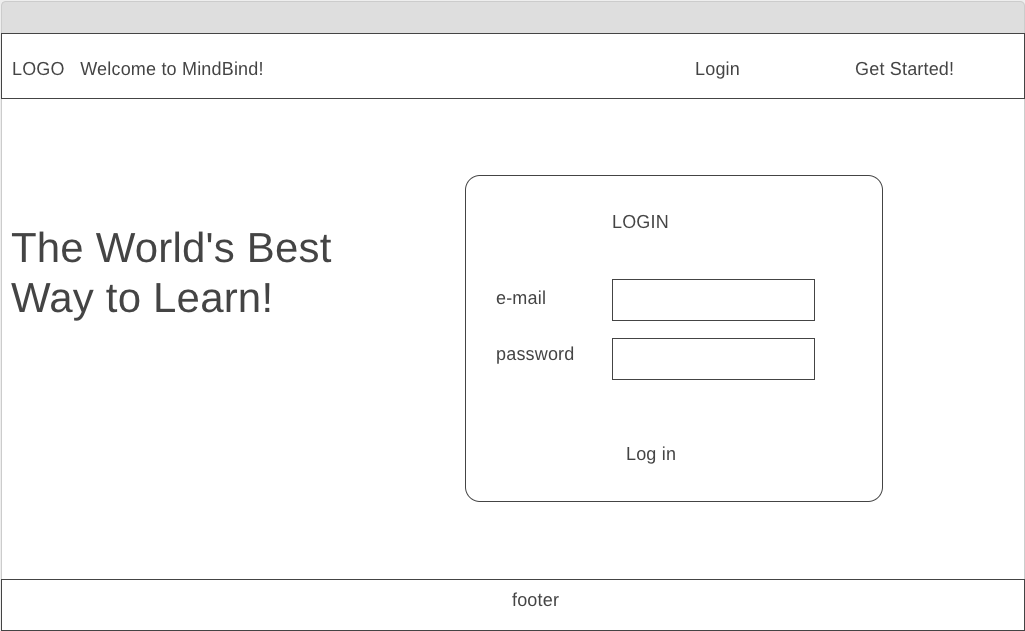 LOGO Welcome to MindBind! Login Get Started!
The World's Best
Way to Learn!
LOGIN
e-mail
password
Log in
footer